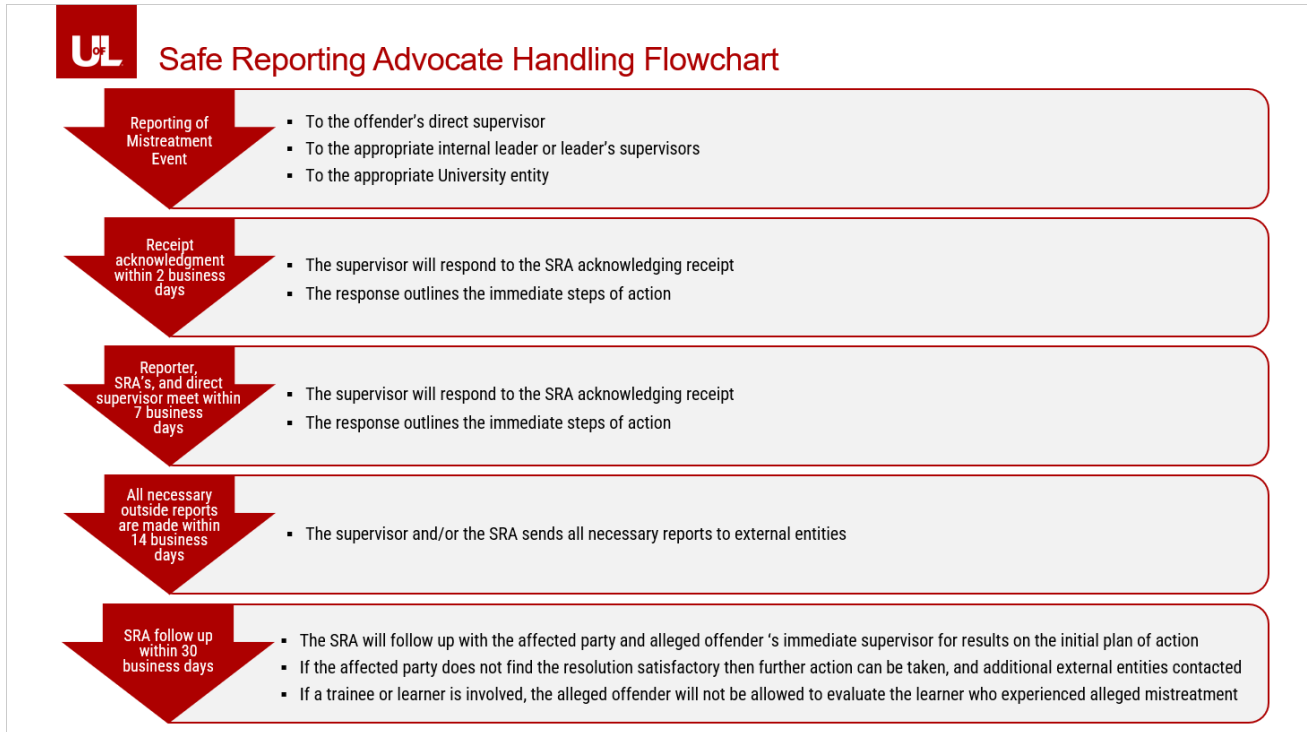 UOFL
Safe Reporting Advocate Handling Flowchart
Reporting of
Mistreatment
Event
▪ To the offender's direct supervisor
▪ To the appropriate internal leader or leader's supervisors
▪ To the appropriate University entity
Receipt
acknowledgment
within 2 business
days
▪ The supervisor will respond to the SRA acknowledging receipt
▪ The response outlines the immediate steps of action
Reporter,
SRA's, and direct
supervisor meet within
7 business
days
▪ The supervisor will respond to the SRA acknowledging receipt
▪ The response outlines the immediate steps of action
All necessary
outside reports
are made within
14 business
days
▪ The supervisor and/or the SRA sends all necessary reports to external entities
SRA follow up
within 30
business days
▪ The SRA will follow up with the affected party and alleged offender 's immediate supervisor for results on the initial plan of action
▪ If the affected party does not find the resolution satisfactory then further action can be taken, and additional external entities contacted
▪ If a trainee or learner is involved, the alleged offender will not be allowed to evaluate the learner who experienced alleged mistreatment